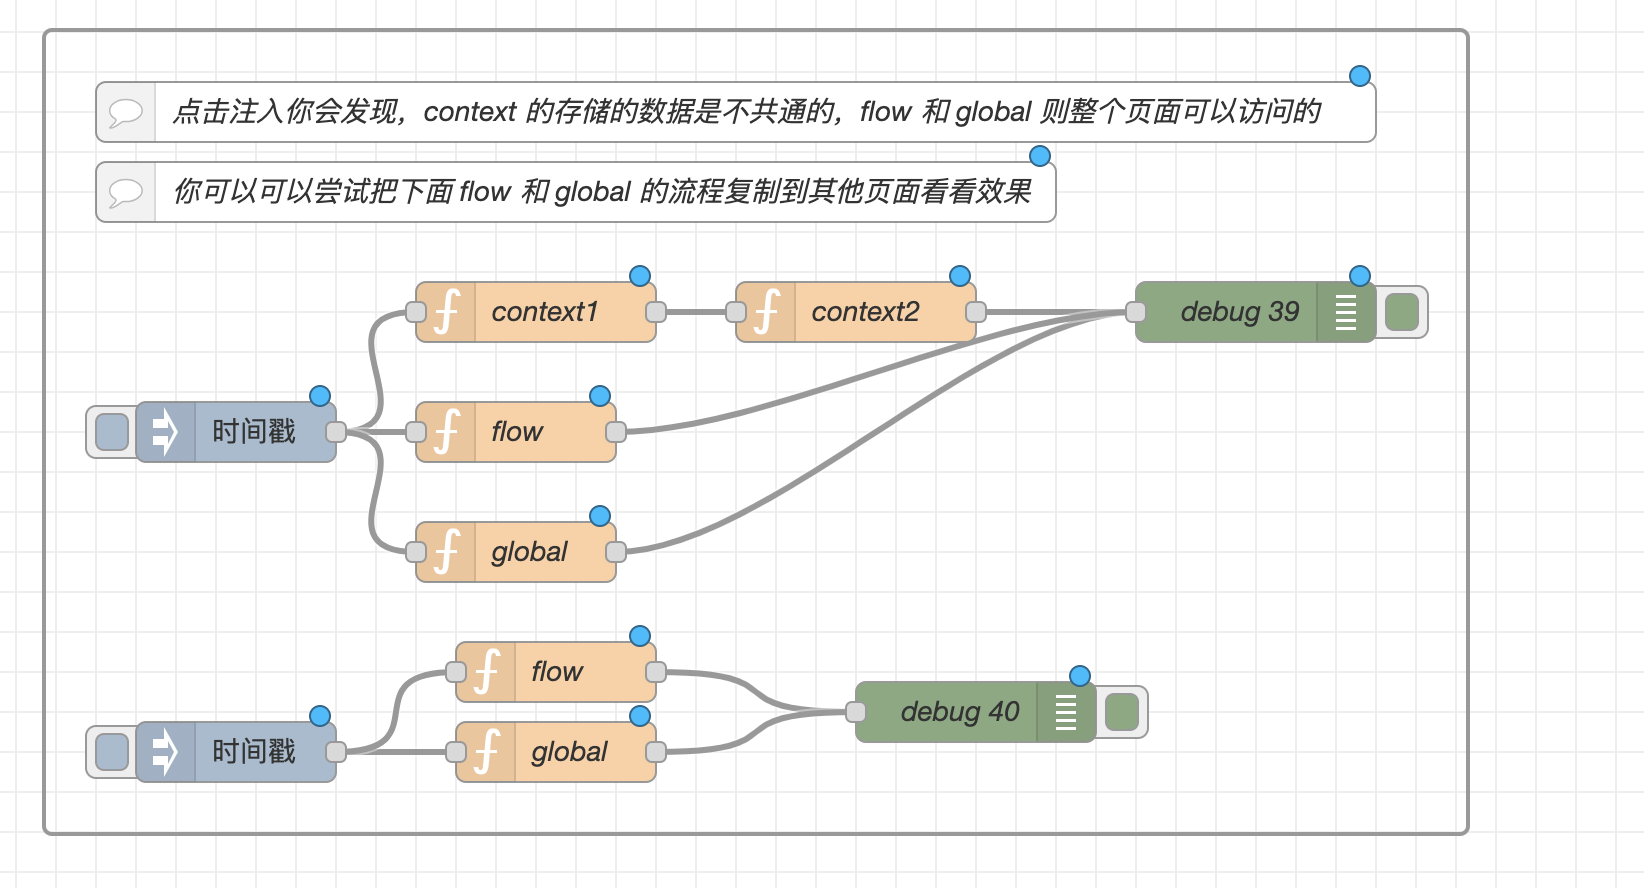 点击注入你会发现，context 的存储的数据是不共通的，flow 和 global 则整个页面可以访问的
你可以可以尝试把下面 flow 和 global 的流程复制到其他页面看看效果
context1
context2
debug 39
时间戳
flow
global
flow
debug 40
时间戳
global